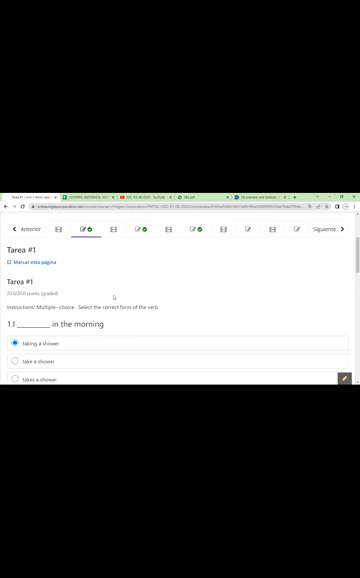 Anterior
Siguiente
Tarea #1
Marcar esta página
Tarea #1
20.0/20.0 points (graded)
Instructions: Multiple- choice . Select the correct form of the verb.
1.I _________ in the morning
taking a shower
take a shower
takes a shower